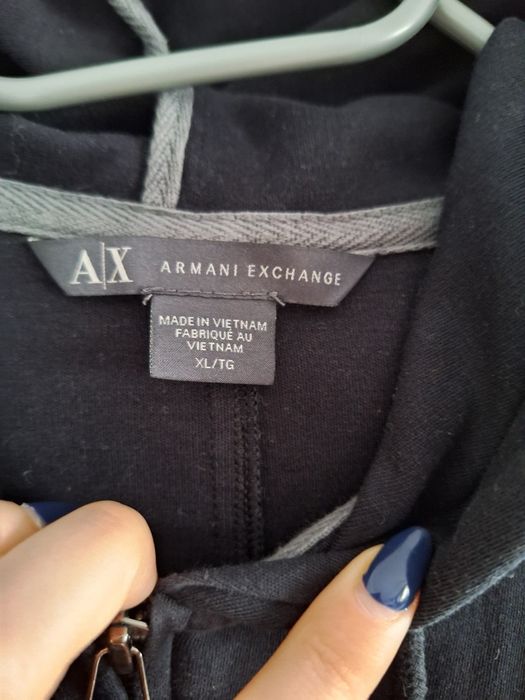 A|X ARMANI EXCHANGE
MADE IN VIETNAM
FABRIQUÉ AU
VIETNAM
XL/TG